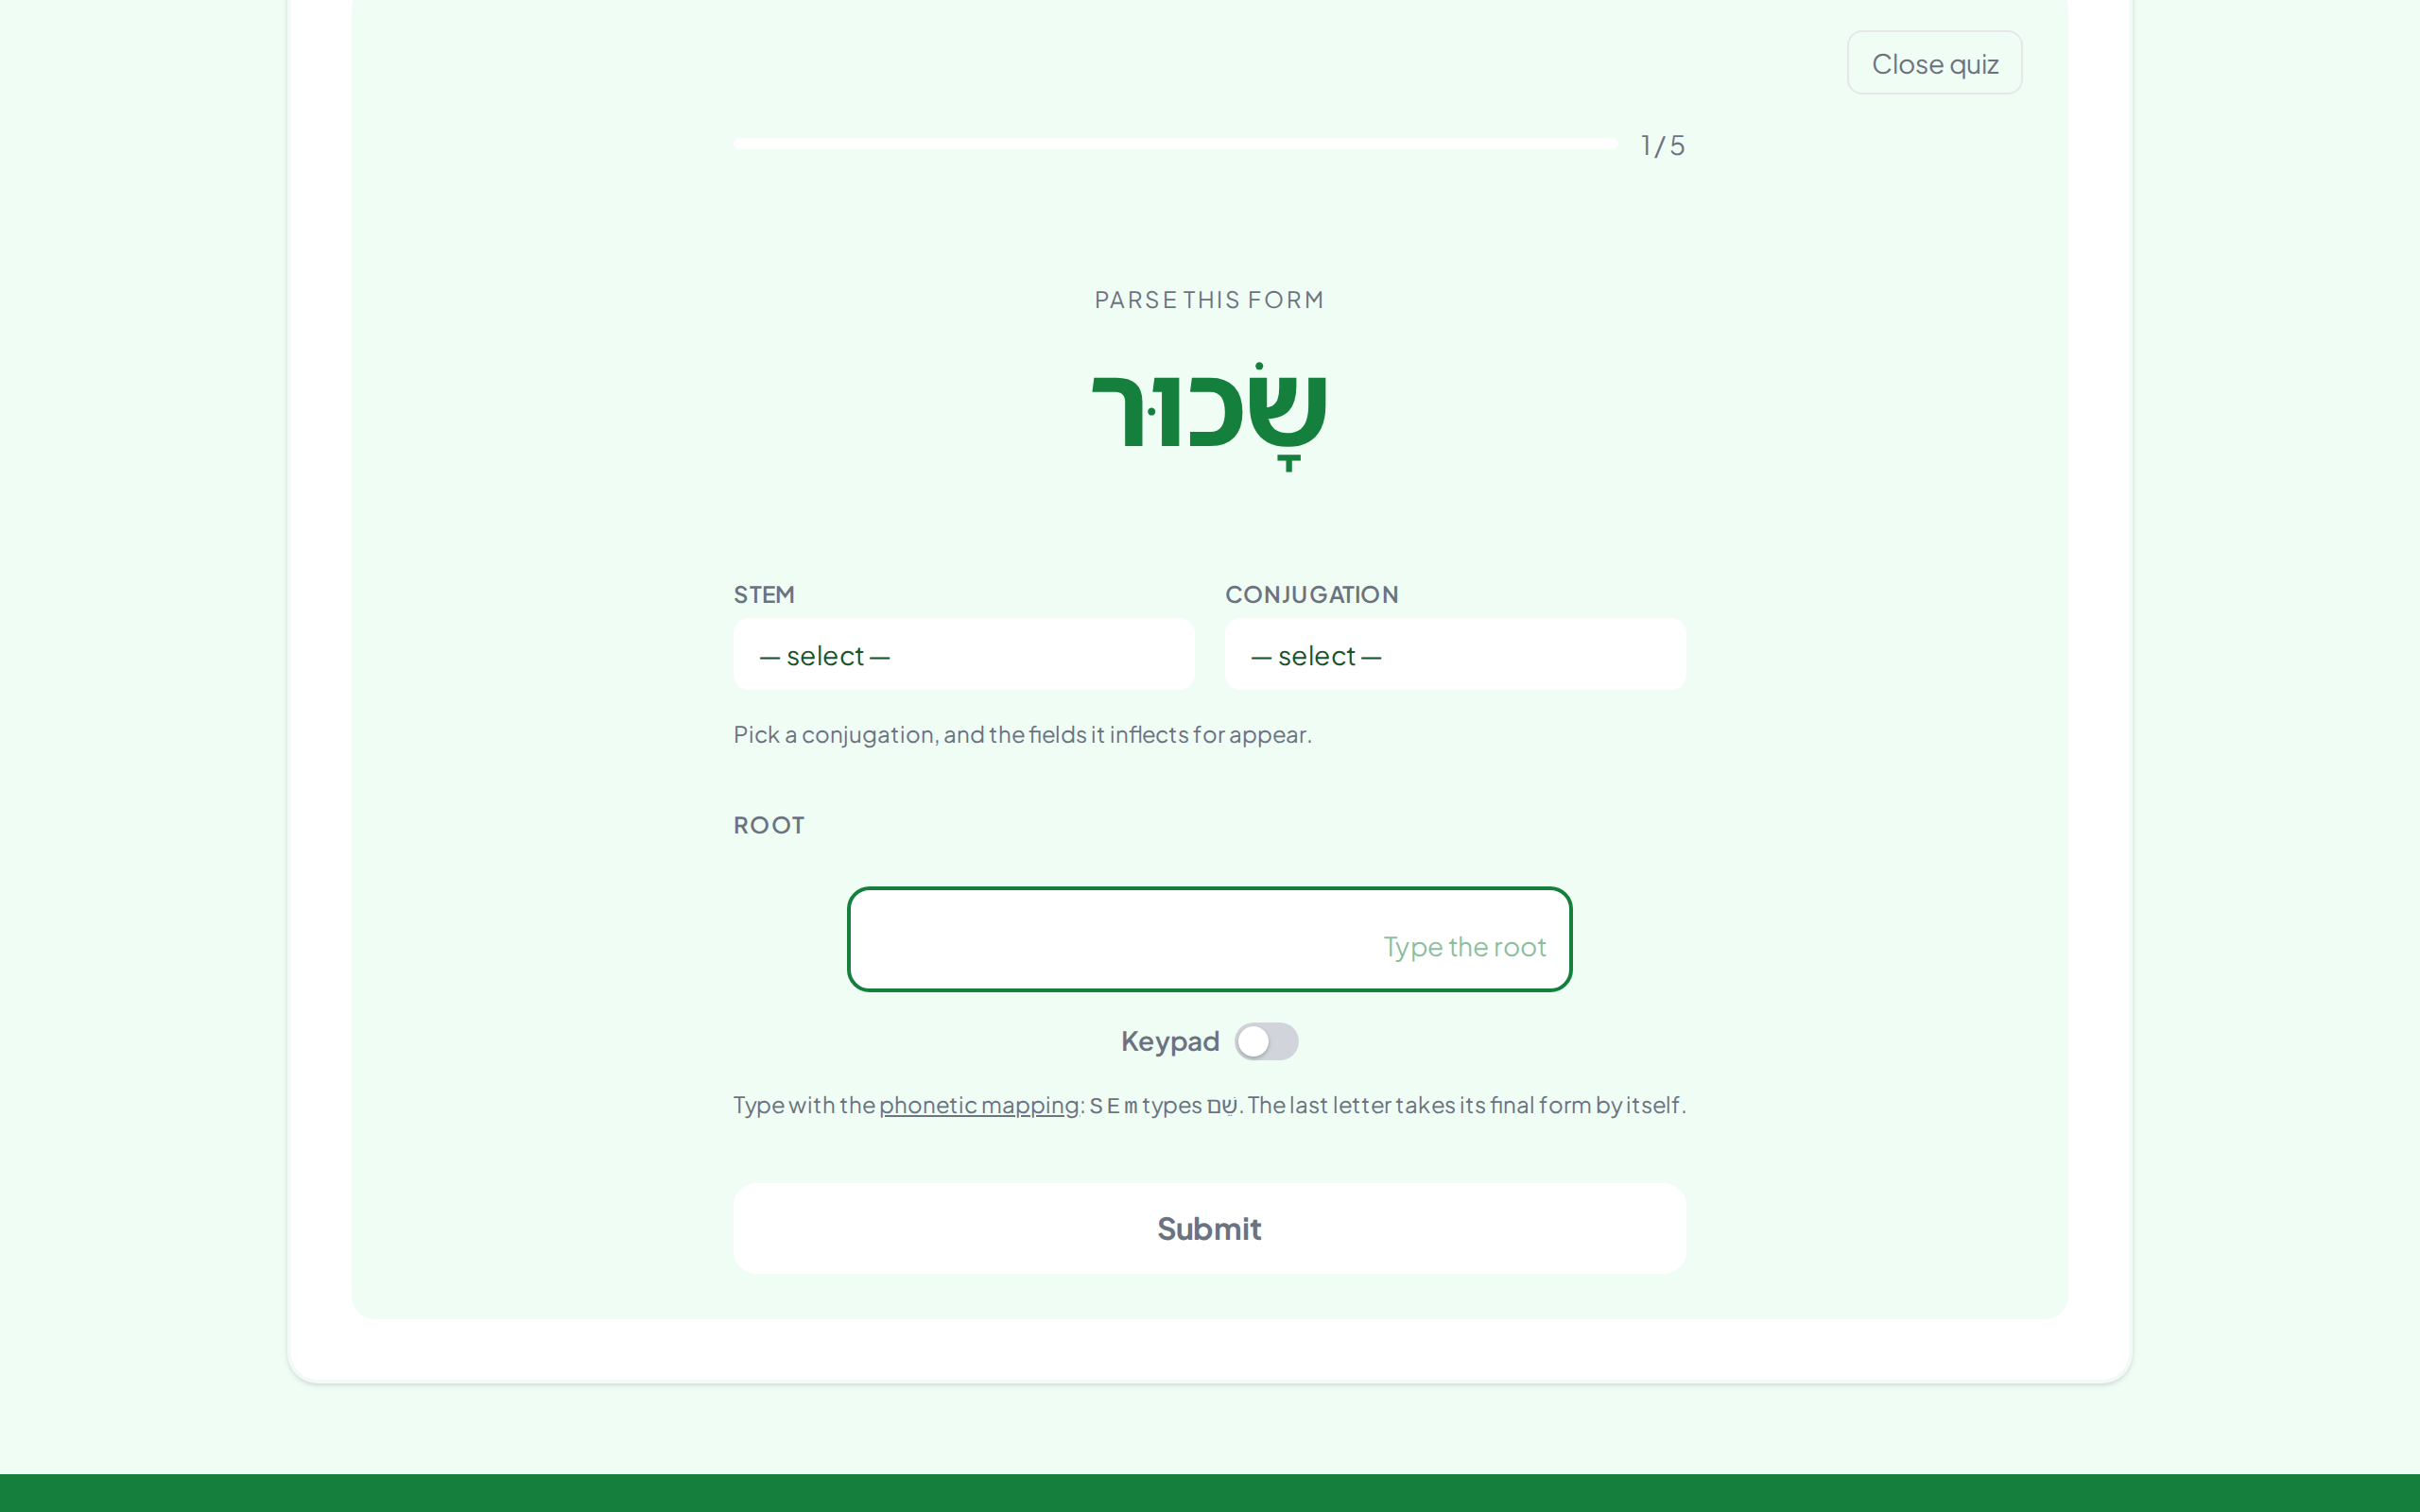 Close quiz
1 / 5
PARSE THIS FORM
שָׂכוּר
STEM
CONJUGATION
— select —
— select —
Pick a conjugation, and the fields it inflects for appear.
ROOT
Type the root
Keypad
Type with the phonetic mapping: SEm types שֵׁם. The last letter takes its final form by itself.
Submit